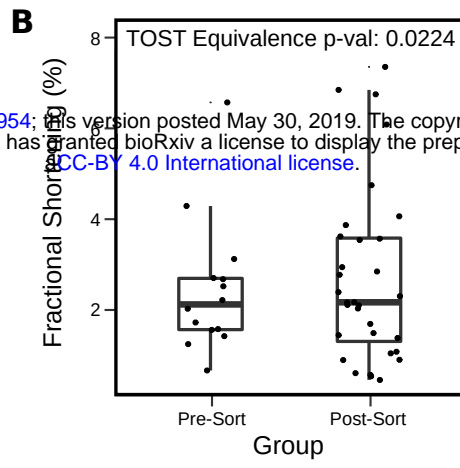 B
TOST Equivalence p-val: 0.0224
8
6
4
2
Fractional Shortening (%)
954; this version posted May 30, 2019. The copyr
has granted bioRxiv a license to display the prep
CC-BY 4.0 International license.
Pre-Sort
Post-Sort
Group